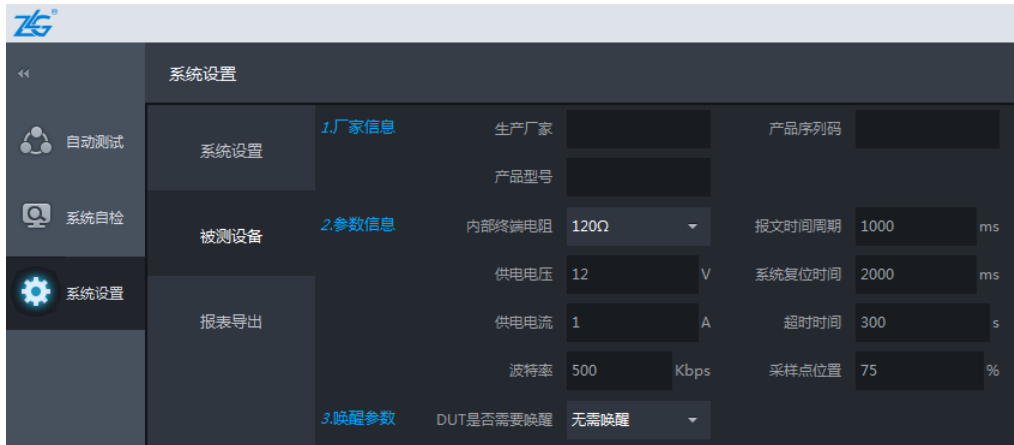 ZLG®
系统设置
自动测试
系统自检
系统设置
系统设置
被测设备
报表导出
1.厂家信息 生产厂家 产品序列码
产品型号
2.参数信息 内部终端电阻 120Ω 报文时间周期 1000 ms
供电电压 12 V 系统复位时间 2000 ms
供电电流 1 A 超时时间 300 s
波特率 500 Kbps 采样点位置 75 %
3.唤醒参数 DUT是否需要唤醒 无需唤醒